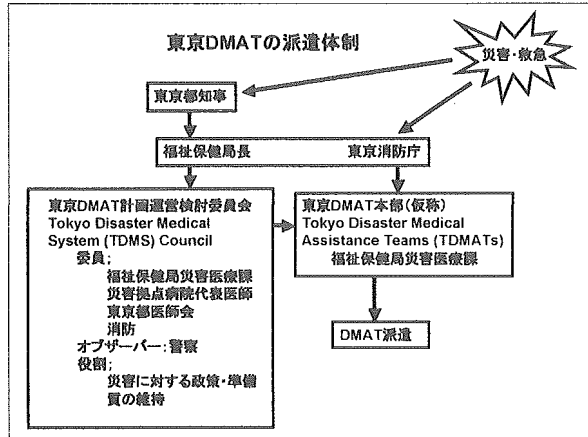 東京DMATの派遣体制
災害・救急
東京都知事
福祉保健局長 東京消防庁
東京DMAT計画運営検討委員会
Tokyo Disaster Medical
System (TDMS) Council
委員;
福祉保健局災害医療課
災害拠点病院代表医師
東京都医師会
消防
オブザーバー:警察
役割;
災害に対する政策・準備
質の維持
東京DMAT本部(仮称)
Tokyo Disaster Medical
Assistance Teams (TDMATs)
福祉保健局災害医療課
DMAT派遣